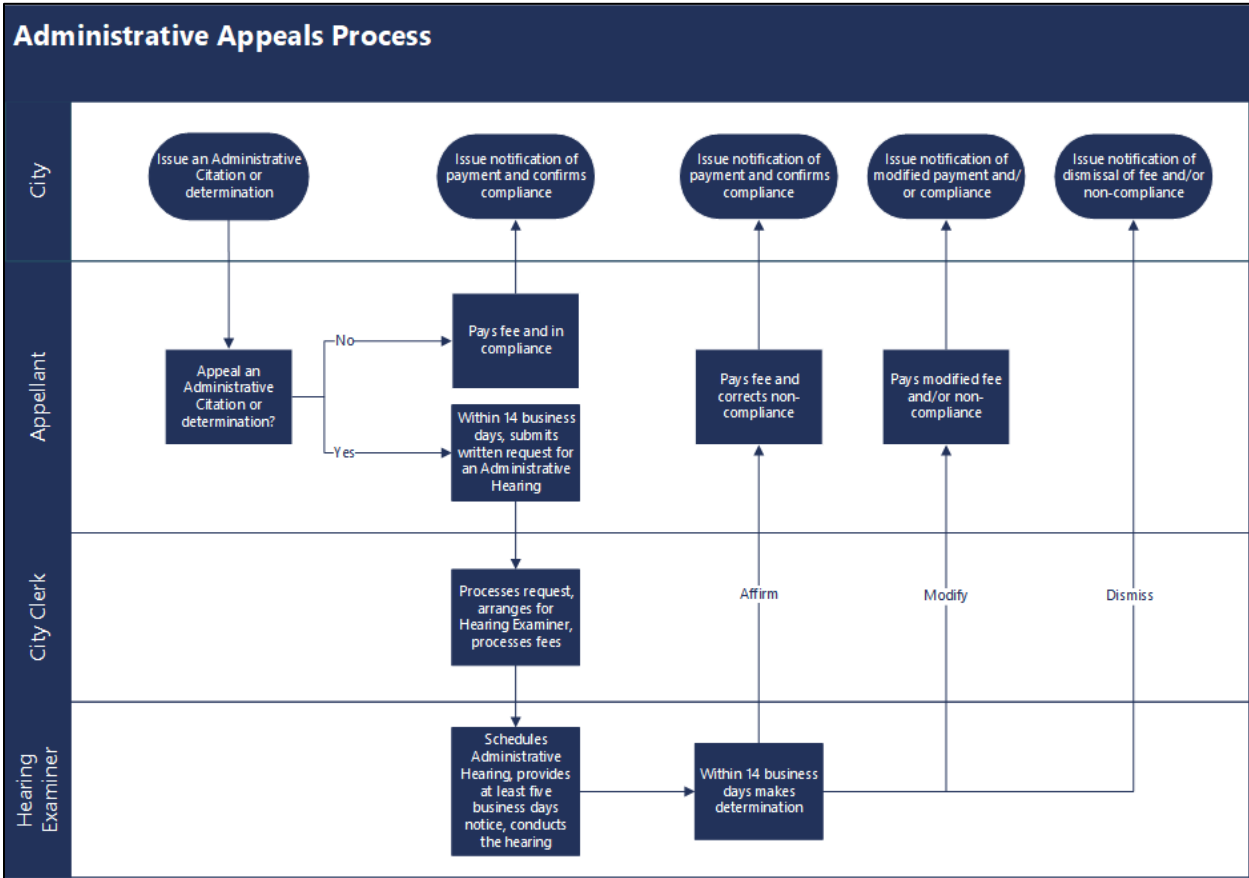 Administrative Appeals Process
City
Issue an Administrative
Citation or
determination
Issue notification of
payment and confirms
compliance
Issue notification of
payment and confirms
compliance
Issue notification of
modified payment and/
or compliance
Issue notification of
dismissal of fee and/or
non-compliance
Appellant
Appeal an
Administrative
Citation or
determination?
No
Yes
Pays fee and in
compliance
Within 14 business
days, submits
written request for
an Administrative
Hearing
Pays fee and
corrects non-
compliance
Pays modified fee
and/or non-
compliance
City Clerk
Processes request,
arranges for
Hearing Examiner,
processes fees
Affirm
Modify
Dismiss
Hearing
Examiner
Schedules
Administrative
Hearing, provides
at least five
business days
notice, conducts
the hearing
Within 14 business
days makes
determination